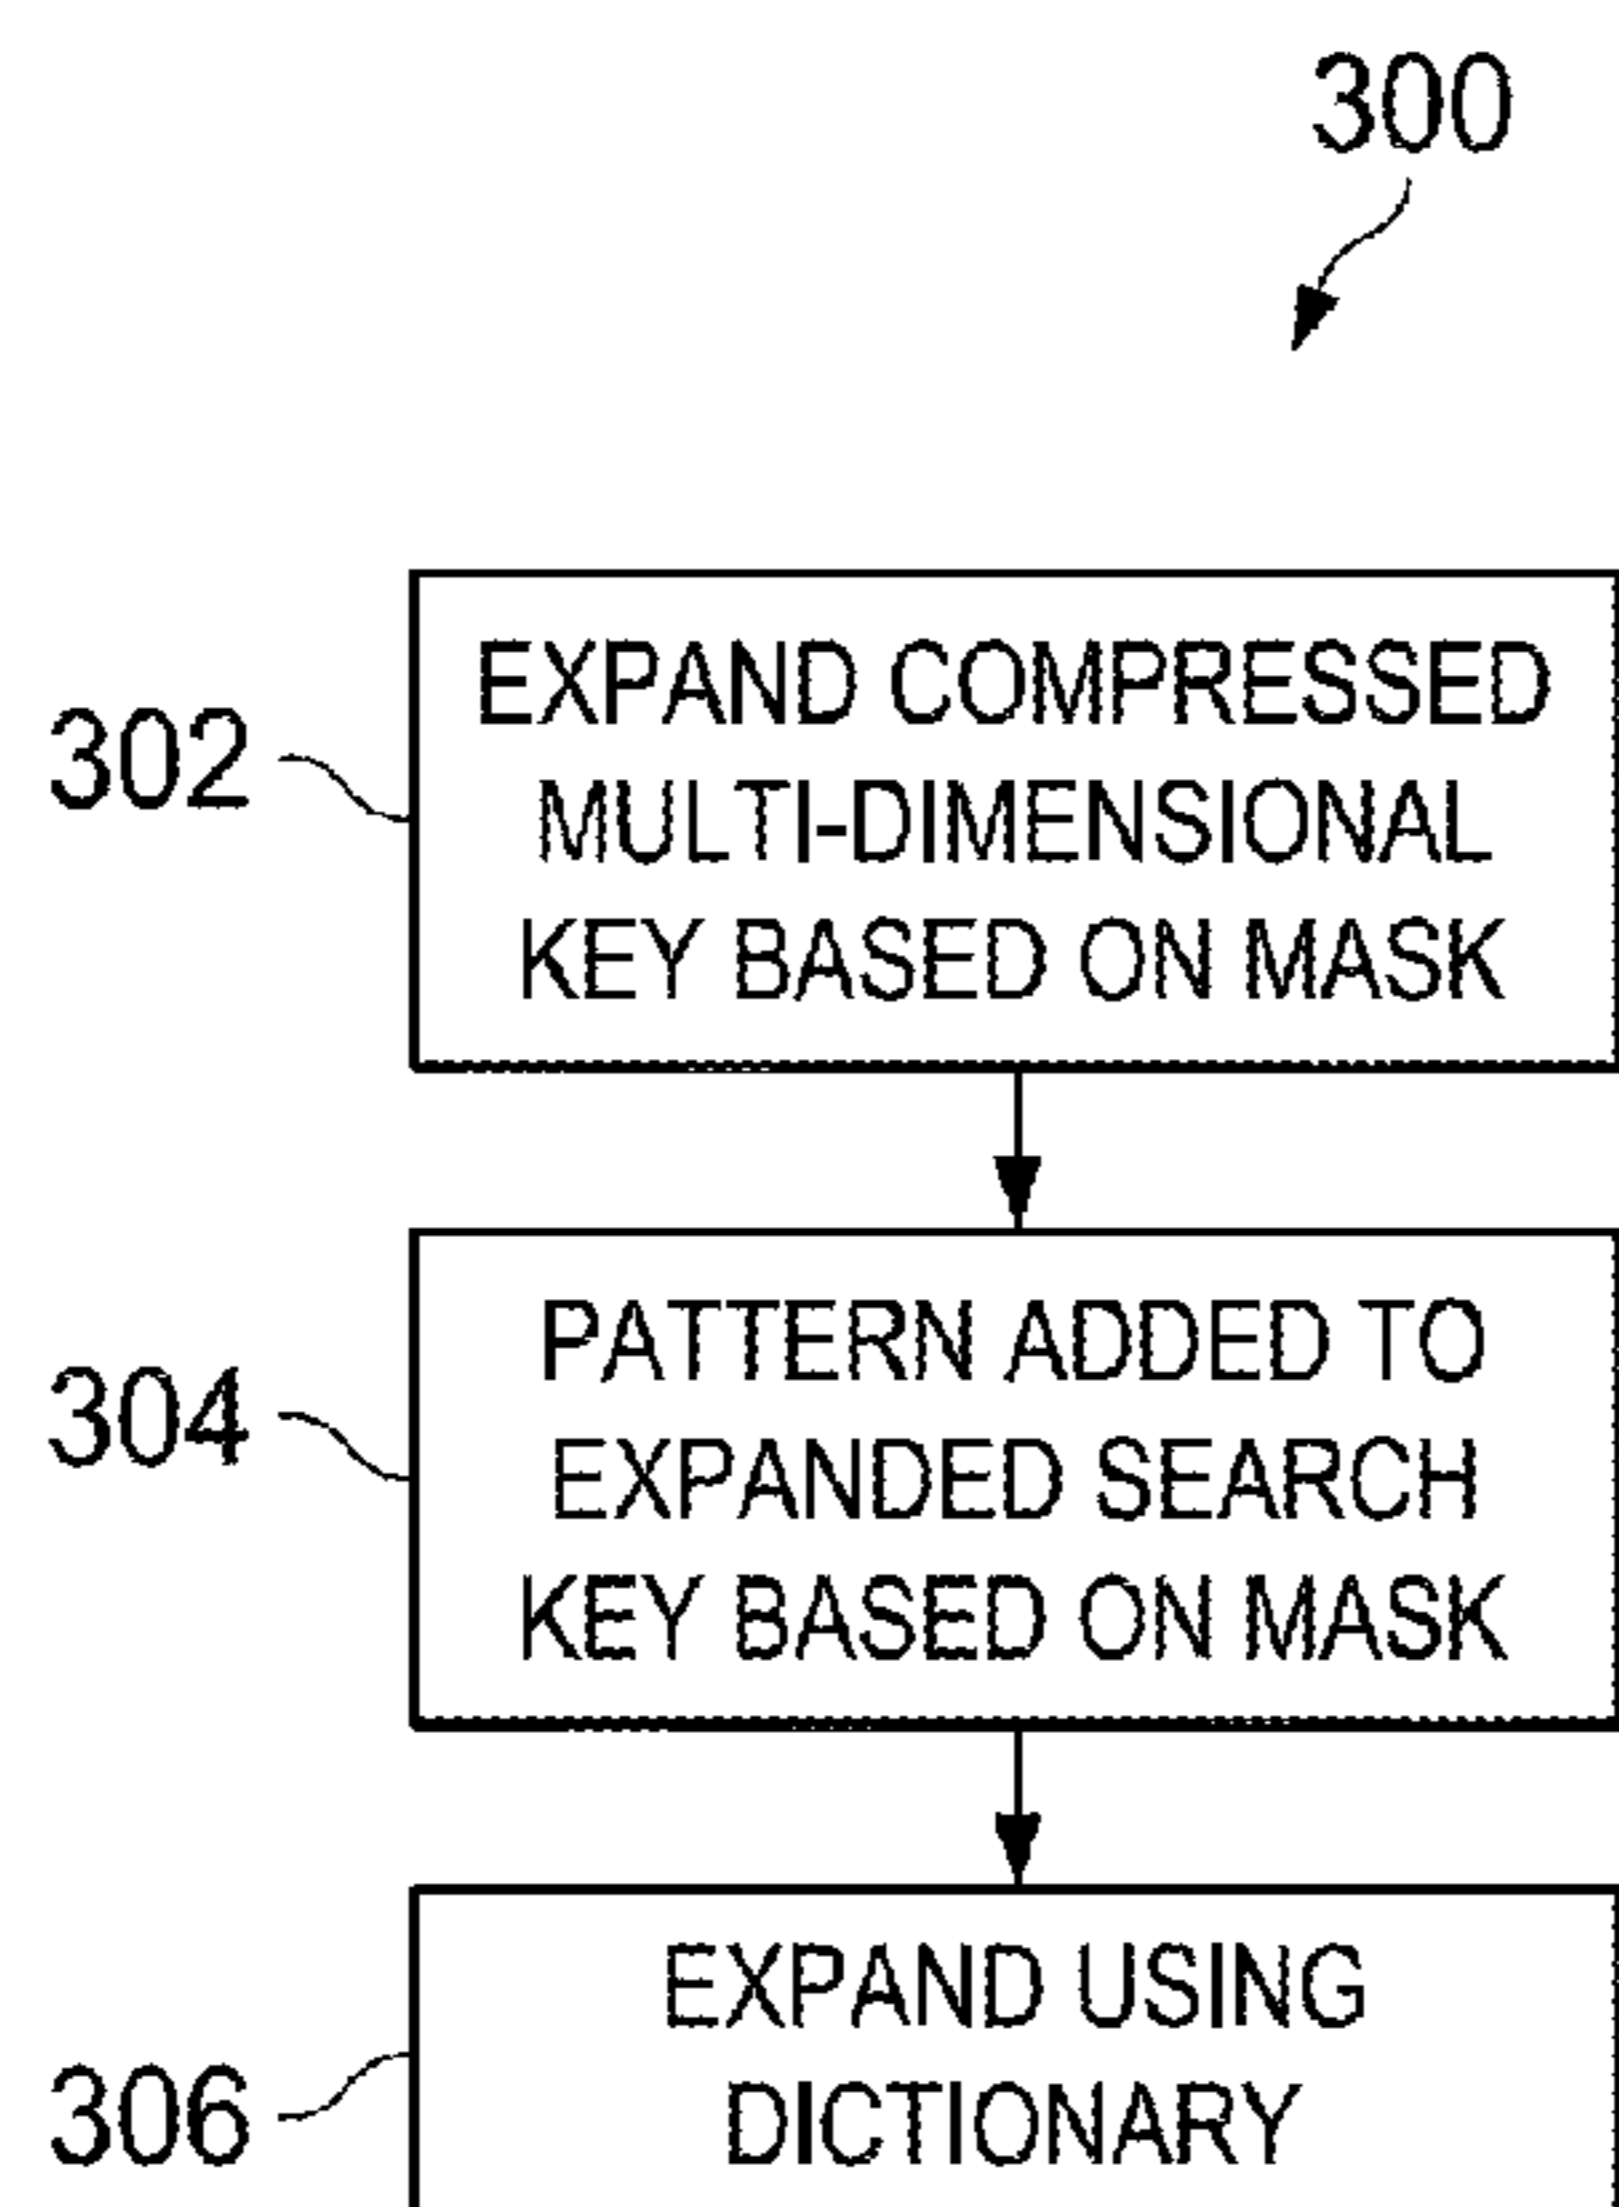 300
302
EXPAND COMPRESSED
MULTI-DIMENSIONAL
KEY BASED ON MASK
304
PATTERN ADDED TO
EXPANDED SEARCH
KEY BASED ON MASK
306
EXPAND USING
DICTIONARY